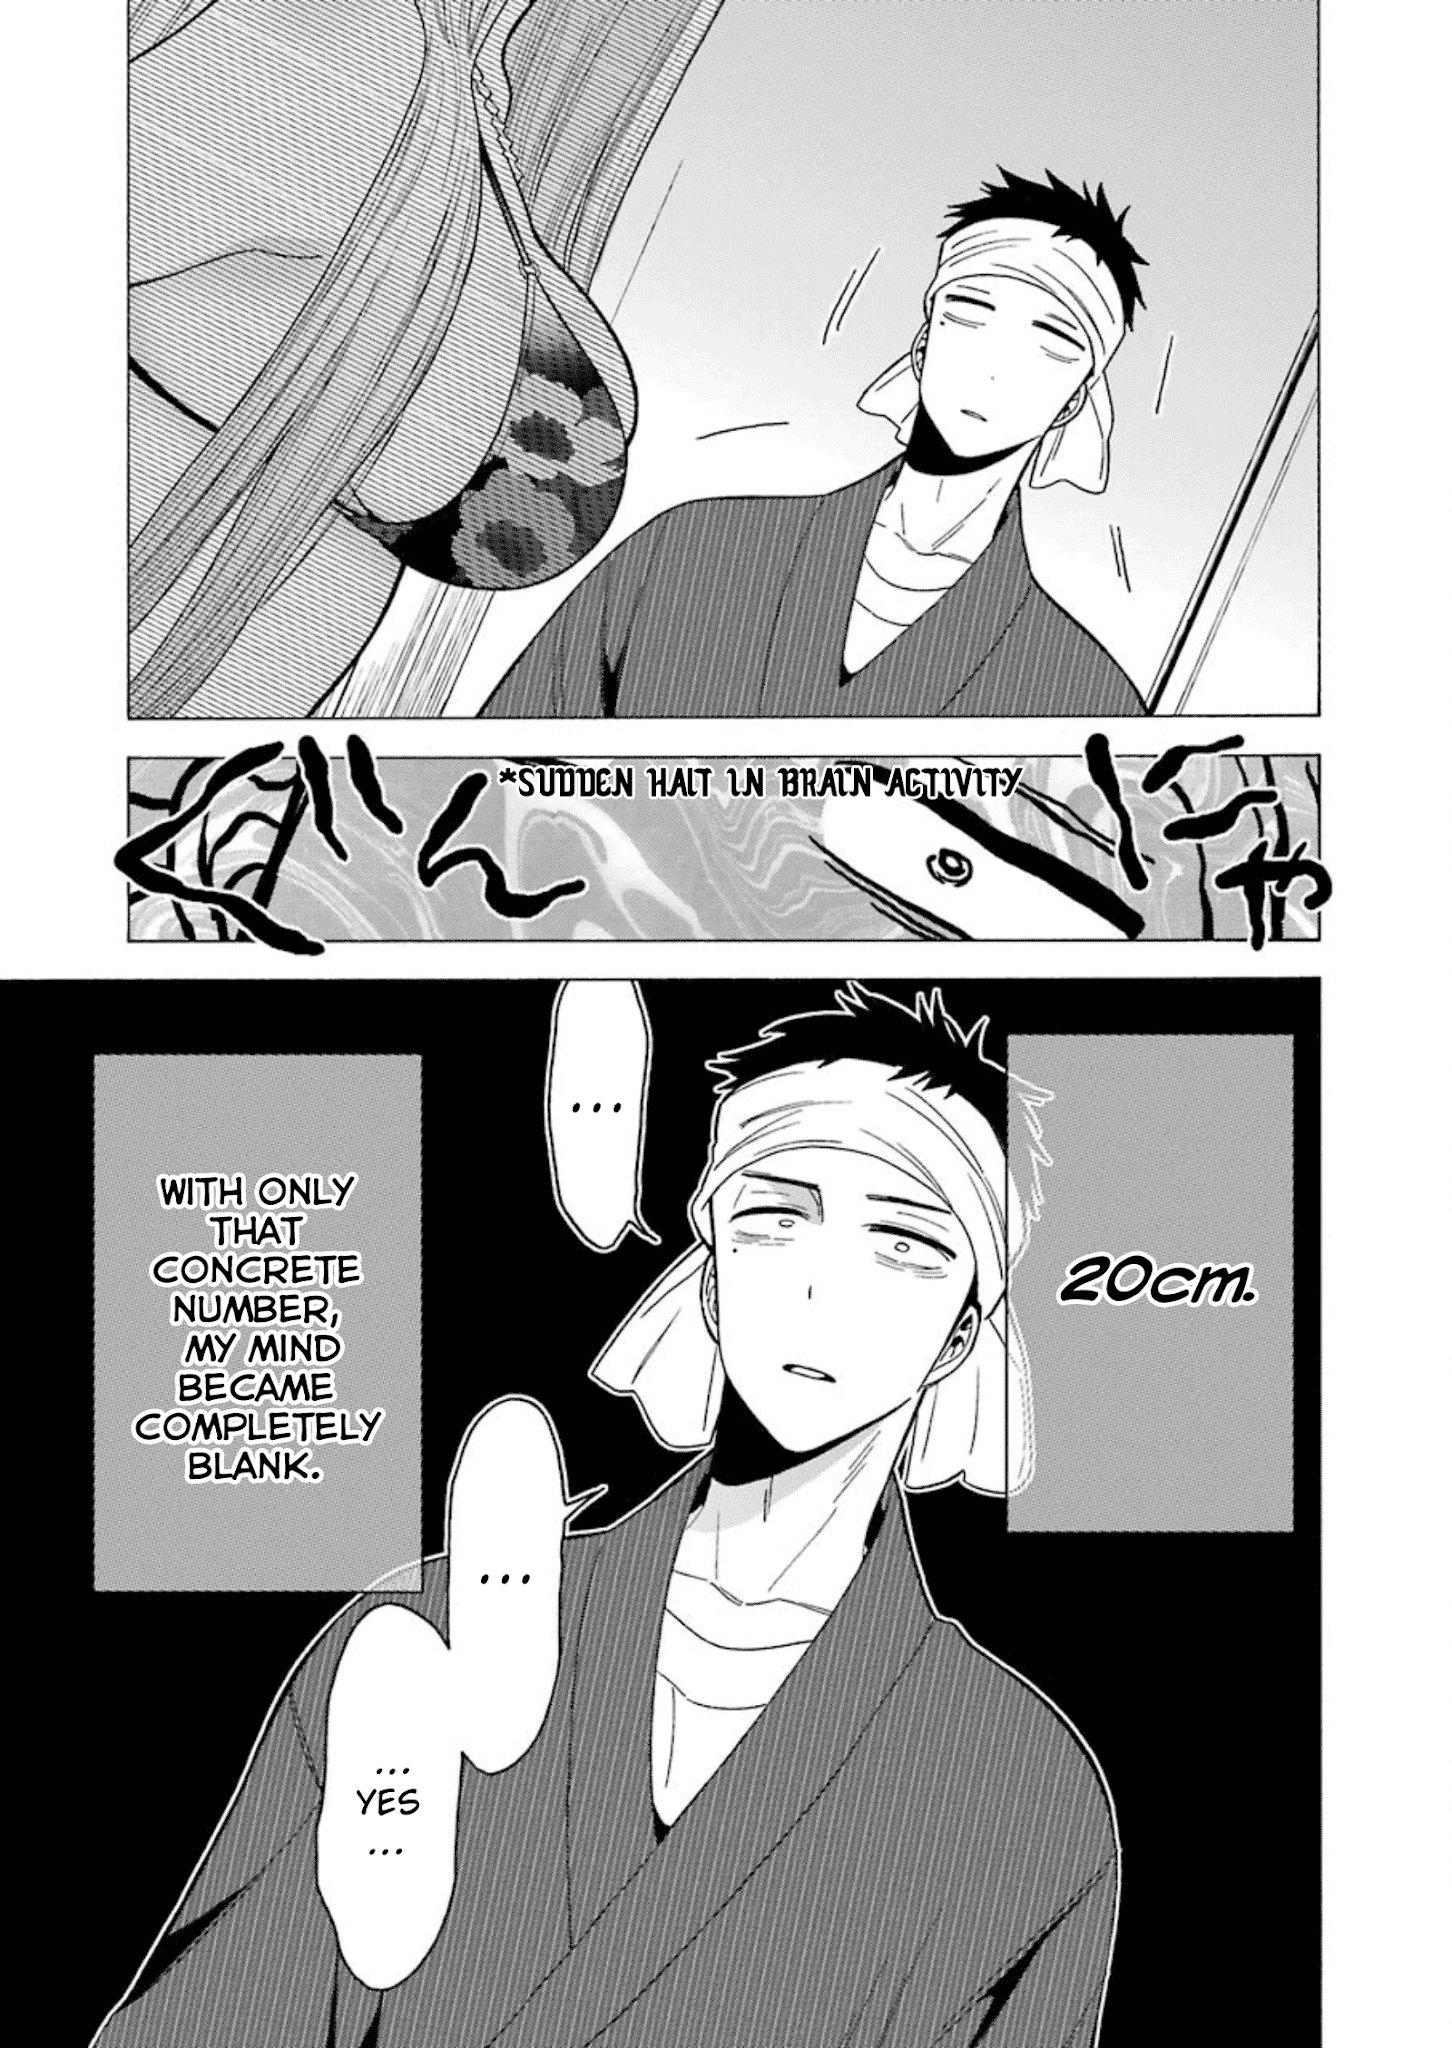 *SUDDEN HALT IN BRAIN ACTIVITY
ぐにゃん
20CM.
...
WITH ONLY
THAT
CONCRETE
NUMBER,
MY MIND
BECAME
COMPLETELY
BLANK.
...
...
YES
...